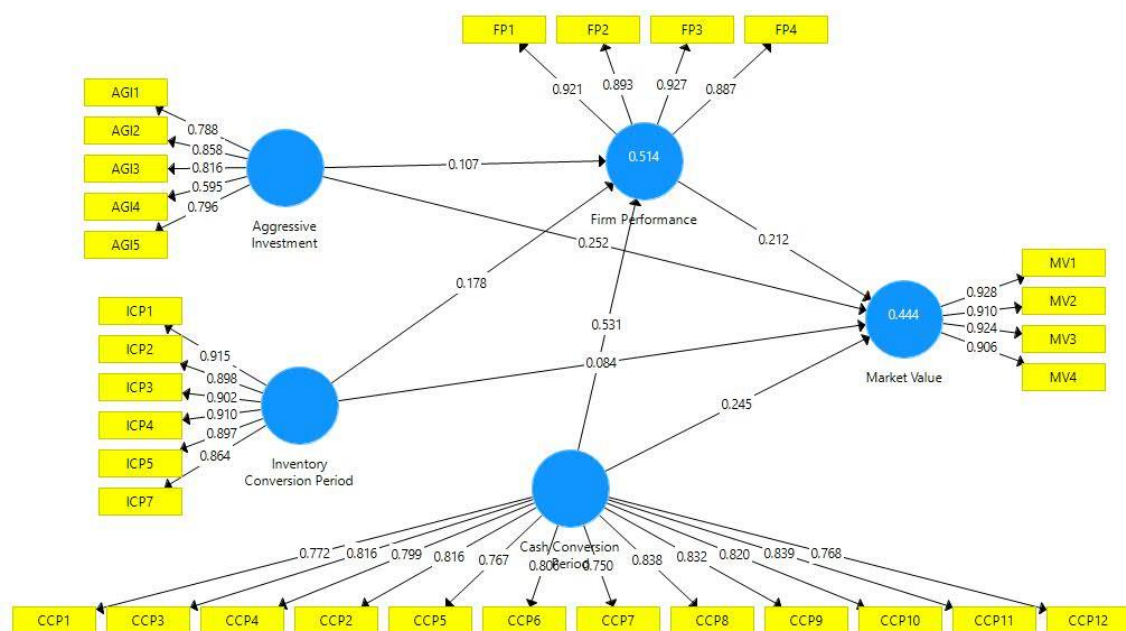 FP1 FP2 FP3 FP4
0.921 0.893 0.927 0.887
AGI1
AGI2
AGI3
AGI4
AGI5
0.788
0.858
0.816
0.595
0.796
Aggressive
Investment
0.107
0.514
Firm Performance
0.252
0.212
0.178
0.531
0.084
0.245
0.444
Market Value
0.928
0.910
0.924
0.906
MV1
MV2
MV3
MV4
ICP1
ICP2
ICP3
ICP4
ICP5
ICP7
0.915
0.898
0.902
0.910
0.897
0.864
Inventory
Conversion Period
Cash Conversion
Period
0.772 0.816 0.799 0.816 0.767 0.750 0.838 0.832 0.820 0.839 0.768
CCP1 CCP3 CCP4 CCP2 CCP5 CCP6 CCP7 CCP8 CCP9 CCP10 CCP11 CCP12